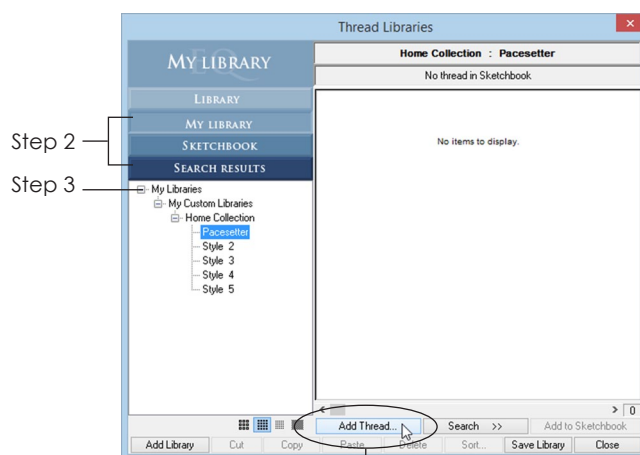 Thread Libraries
MY LIBRARY
EQ
Home Collection : Pacesetter
No thread in Sketchbook
LIBRARY
MY LIBRARY
SKETCHBOOK
SEARCH RESULTS
Step 2
Step 3
No items to display.
My Libraries
My Custom Libraries
Home Collection
Pacesetter
Style 2
Style 3
Style 4
Style 5
< > 0
Add Thread... Search >> Add to Sketchbook
Add Library Cut Copy Paste Delete Sort... Save Library Close